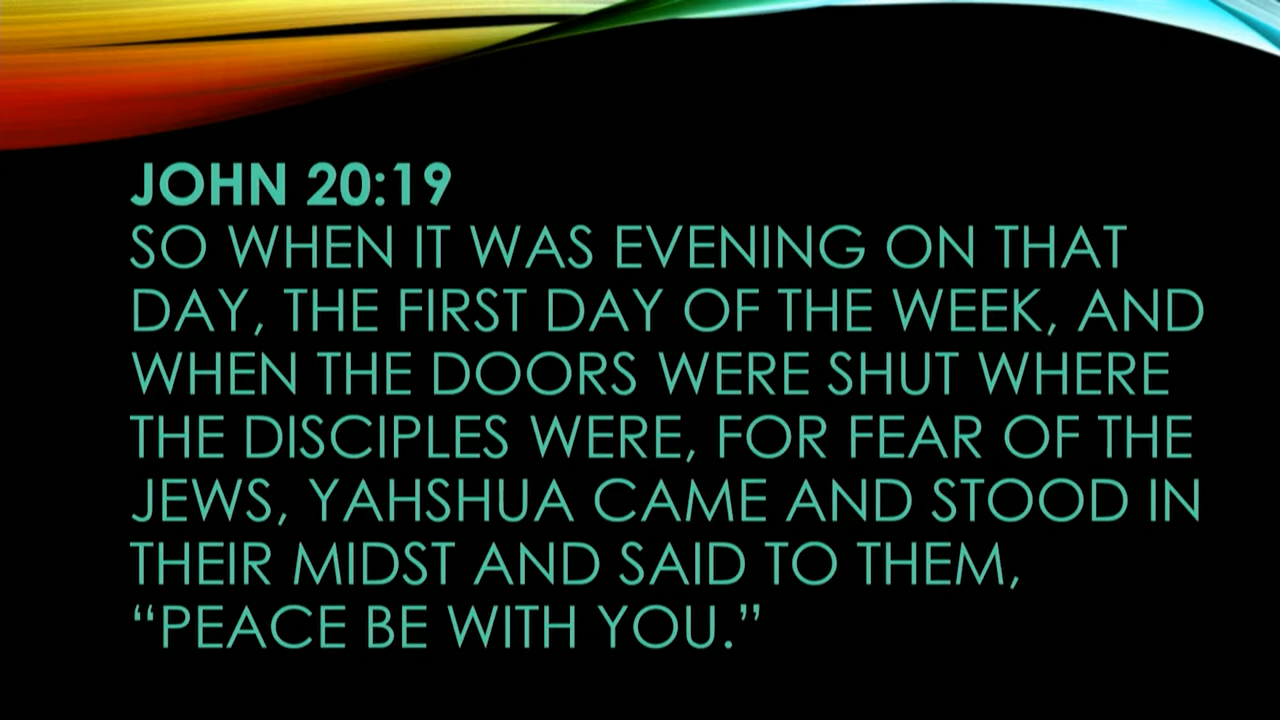 JOHN 20:19
SO WHEN IT WAS EVENING ON THAT
DAY, THE FIRST DAY OF THE WEEK, AND
WHEN THE DOORS WERE SHUT WHERE
THE DISCIPLES WERE, FOR FEAR OF THE
JEWS, YAHSHUA CAME AND STOOD IN
THEIR MIDST AND SAID TO THEM,
“PEACE BE WITH YOU.”